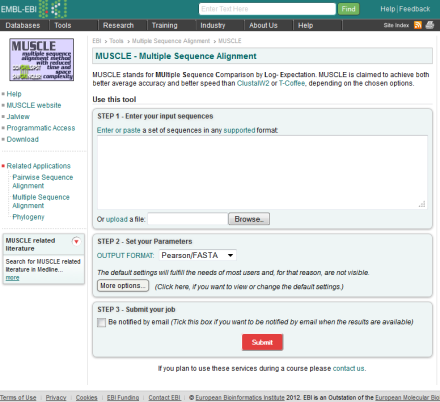 EMBL-EBI
Enter Text Here
Find
Help | Feedback
Databases Tools Research Training Industry About Us Help Site Index
MUSCLE
multiple sequence
alignment method
with reduced
time and
space
complexity
Help
MUSCLE website
Jalview
Programmatic Access
Download
Related Applications
Pairwise Sequence
Alignment
Multiple Sequence
Alignment
Phylogeny
MUSCLE related
literature
Search for MUSCLE related
literature in Medline...
more
EBI > Tools > Multiple Sequence Alignment > MUSCLE
MUSCLE - Multiple Sequence Alignment
MUSCLE stands for MUltiple Sequence Comparison by Log- Expectation. MUSCLE is claimed to achieve both
better average accuracy and better speed than ClustalW2 or T-Coffee, depending on the chosen options.
Use this tool
STEP 1 - Enter your input sequences
Enter or paste a set of sequences in any supported format:
Or upload a file: Browse..
STEP 2 - Set your Parameters
OUTPUT FORMAT: Pearson/FASTA
The default settings will fulfill the needs of most users and, for that reason, are not visible.
More options... (Click here, if you want to view or change the default settings.)
STEP 3 - Submit your job
Be notified by email (Tick this box if you want to be notified by email when the results are available)
Submit
If you plan to use these services during a course please contact us.
Terms of Use | Privacy | Cookies | EBI Funding | Contact EBI | © European Bioinformatics Institute 2012. EBI is an Outstation of the European Molecular Bio